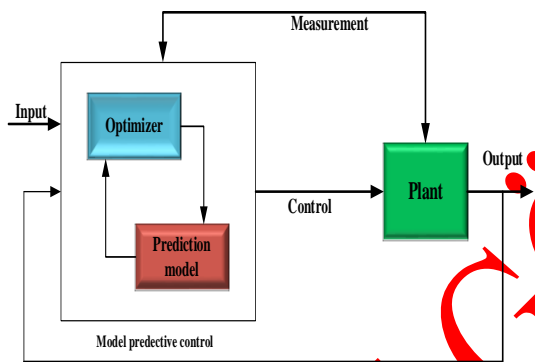 Measurement
Input
Optimizer
Output
Plant
Control
Prediction
model
Model predective control